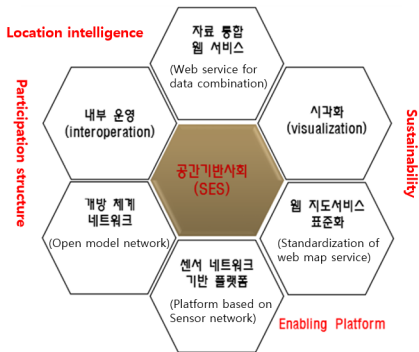 Location intelligence
자료 통합
웹 서비스
(Web service for
data combination)
Participation structure
내부 운영
(interoperation)
시각화
(visualization)
Sustainability
공간기반사회
(SES)
개방 체계
네트워크
(Open model network)
웹 지도서비스
표준화
(Standardization of
web map service)
센서 네트워크
기반 플랫폼
(Platform based on
Sensor network)
Enabling Platform